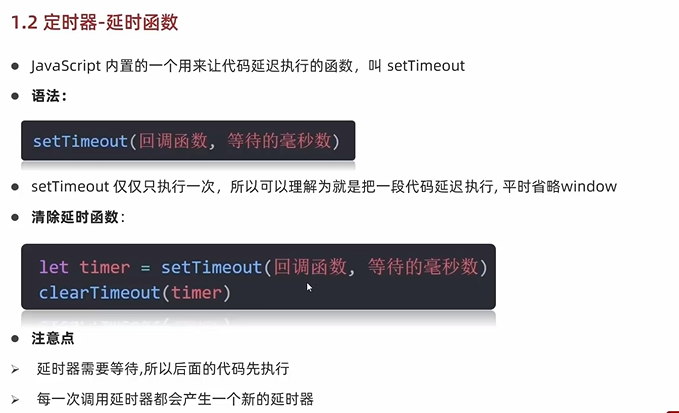 1.2 定时器-延时函数
● JavaScript 内置的一个用来让代码延迟执行的函数，叫 setTimeout
● 语法：
setTimeout(回调函数, 等待的毫秒数)
● setTimeout 仅仅只执行一次，所以可以理解为就是把一段代码延迟执行, 平时省略window
● 清除延时函数：
let timer = setTimeout(回调函数, 等待的毫秒数)
clearTimeout(timer)
● 注意点
➢ 延时器需要等待,所以后面的代码先执行
➢ 每一次调用延时器都会产生一个新的延时器